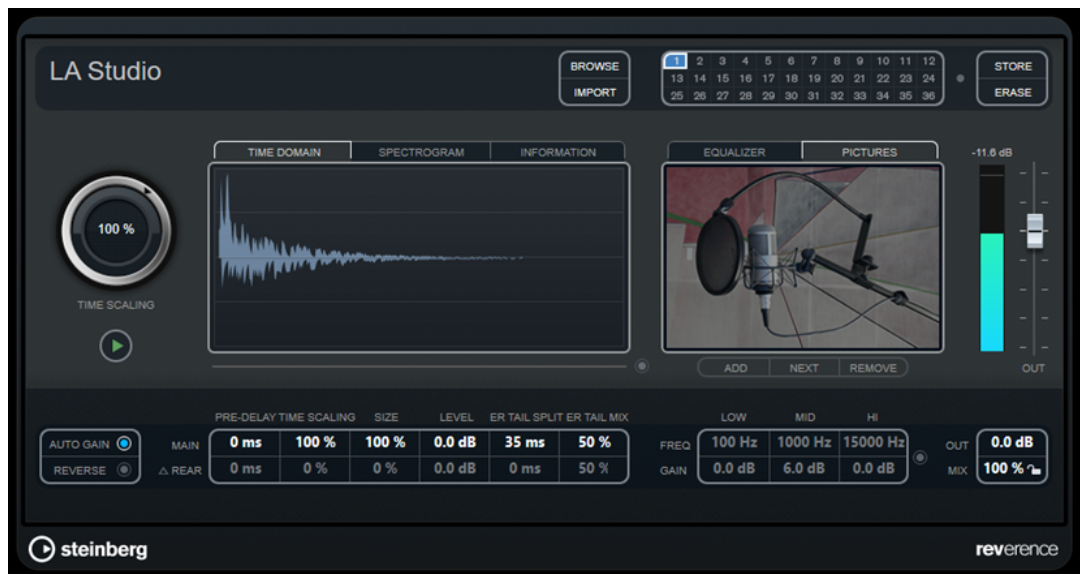 LA Studio
BROWSE
IMPORT
1 2 3 4 5 6 7 8 9 10 11 12
13 14 15 16 17 18 19 20 21 22 23 24
25 26 27 28 29 30 31 32 33 34 35 36
STORE
ERASE
TIME DOMAIN SPECTROGRAM INFORMATION
EQUALIZER PICTURES
-11.6 dB
100 %
TIME SCALING
ADD NEXT REMOVE
OUT
PRE-DELAY TIME SCALING SIZE LEVEL ER TAIL SPLIT ER TAIL MIX
LOW MID HI
AUTO GAIN MAIN 0 ms 100 % 100 % 0.0 dB 35 ms 50 % FREQ 100 Hz 1000 Hz 15000 Hz OUT 0.0 dB
REVERSE △ REAR 0 ms 0 % 0 % 0.0 dB 0 ms 50 % GAIN 0.0 dB 6.0 dB 0.0 dB MIX 100 %
steinberg reverence